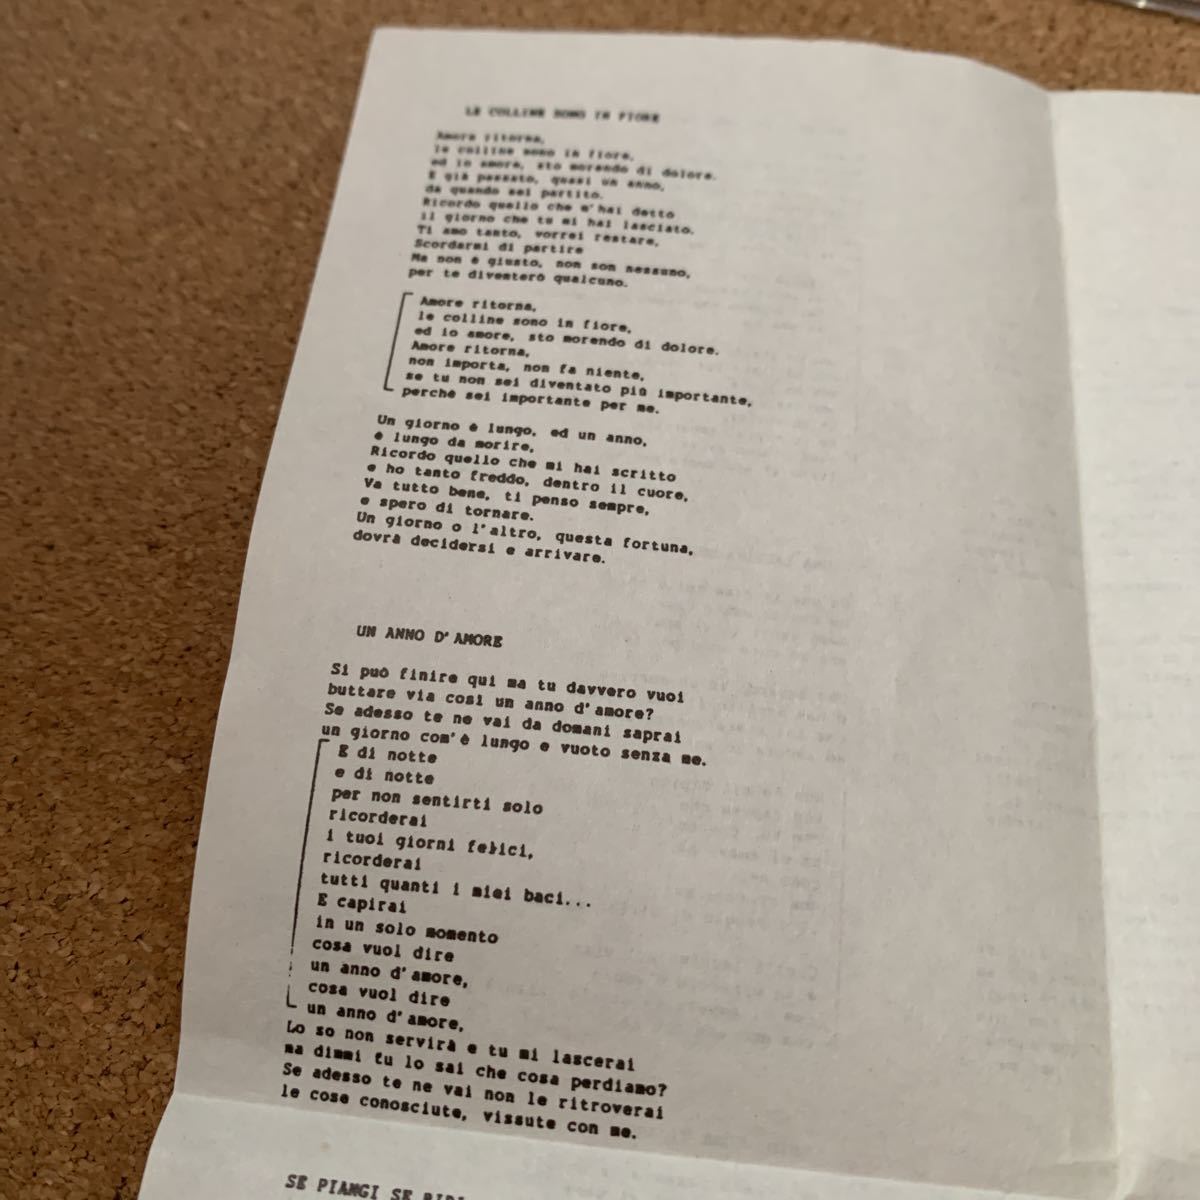 LE COLLINE SONO IN FIORE
Amore ritorna,
le colline sono in fiore,
ed io amore, sto morendo di dolore.
E già passato, quasi un anno,
da quando sei partito.
Ricordo quello che m'hai detto
il giorno che tu mi hai lasciato.
Ti amo tanto, vorrei restare,
Scordarmi di partire
Ma non è giusto, non son nessuno,
per te diventerò qualcuno.
Amore ritorna,
le colline sono in fiore,
ed io amore, sto morendo di dolore.
Amore ritorna,
non importa, non fa niente,
se tu non sei diventato più importante,
perchè sei importante per me.
Un giorno è lungo, ed un anno,
è lungo da morire,
Ricordo quello che mi hai scritto
e ho tanto freddo, dentro il cuore,
Va tutto bene, ti penso sempre,
e spero di tornare.
Un giorno o l'altro, questa fortuna,
dovrà decidersi e arrivare.
UN ANNO D'AMORE
Si può finire qui ma tu davvero vuoi
buttare via così un anno d'amore?
Se adesso te ne vai da domani saprai
un giorno com'è lungo e vuoto senza me.
E di notte
e di notte
per non sentirti solo
ricorderai
i tuoi giorni felici,
ricorderai
tutti quanti i miei baci...
E capirai
in un solo momento
cosa vuol dire
un anno d'amore,
cosa vuol dire
un anno d'amore,
Lo so non servirà e tu mi lascerai
ma dimmi tu lo sai che cosa perdiamo?
Se adesso te ne vai non le ritroverai
le cose conosciute, vissute con me.
SE PIANGI SE RIDI